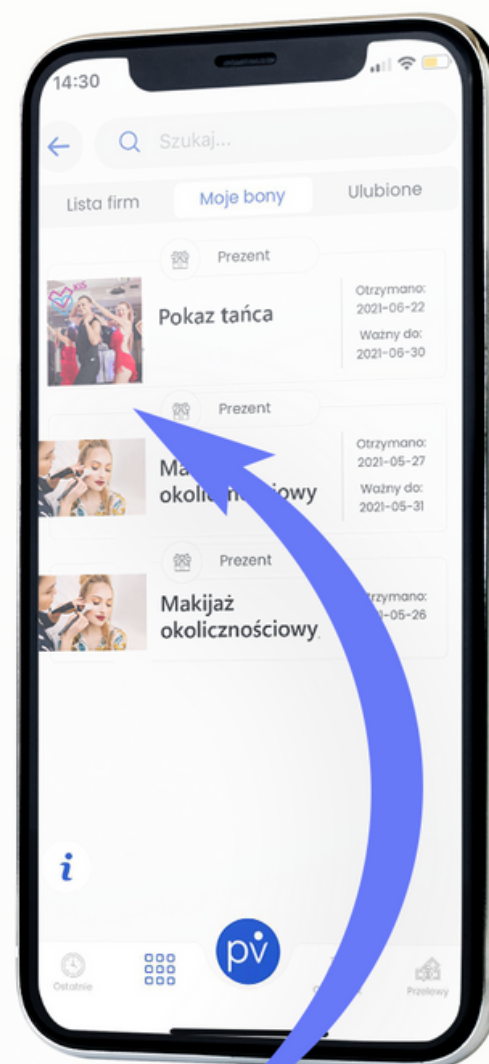 14:30
Szukaj...
Lista firm
Moje bony
Ulubione
Prezent
Pokaz tańca
Otrzymano:
2021-06-22
Ważny do:
2021-06-30
Prezent
okolicznościowy
Otrzymano:
2021-05-27
Ważny do:
2021-05-31
Prezent
Makijaż
okolicznościowy
i
pv
Ostatnie
Przelewy